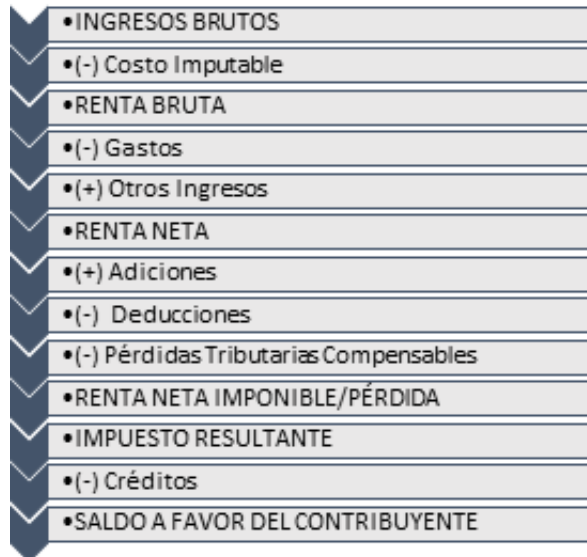 •INGRESOS BRUTOS
•(-) Costo Imputable
•RENTA BRUTA
•(-) Gastos
•(+) Otros Ingresos
•RENTA NETA
•(+) Adiciones
•(-) Deducciones
•(-) Pérdidas Tributarias Compensables
•RENTA NETA IMPONIBLE/PÉRDIDA
•IMPUESTO RESULTANTE
•(-) Créditos
•SALDO A FAVOR DEL CONTRIBUYENTE